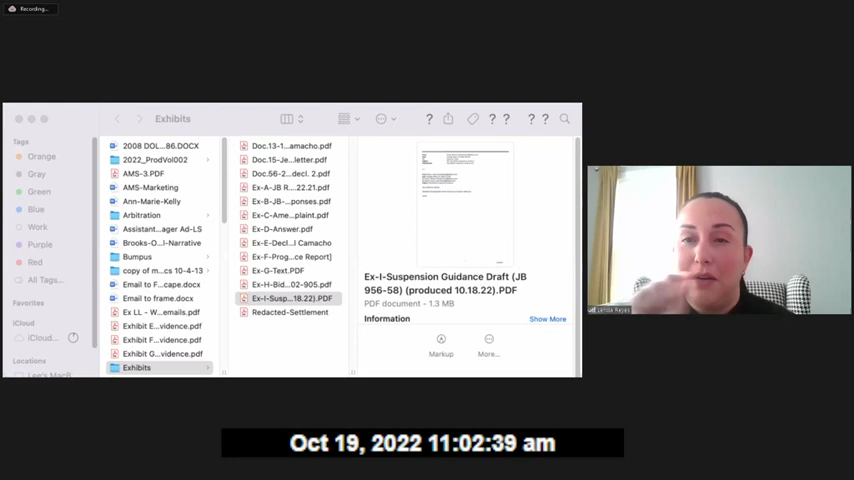 Recording...
Exhibits
Tags
Orange
Gray
Green
Blue
Work
Purple
Red
All Tags...
Favorites
iCloud
iCloud...
Locations
Lee's MacB
2008 DOL...86.DOCX
2022_ProdVol002
AMS-3.PDF
AMS-Marketing
Ann-Marie-Kelly
Arbitration
Assistant...ager Ad-LS
Brooks-O...l-Narrative
Bumpus
copy of m...cs 10-4-13
Email to F...cape.docx
Email to frame.docx
Ex LL - W...emails.pdf
Exhibit E...vidence.pdf
Exhibit F...vidence.pdf
Exhibit G...vidence.pdf
Exhibits
Doc.13-1...amacho.pdf
Doc.15-Je...letter.pdf
Doc.56-2...decl. 2.pdf
Ex-A-JB R...22.21.pdf
Ex-B-JB-...ponses.pdf
Ex-C-Ame...plaint.pdf
Ex-D-Answer.pdf
Ex-E-Decl...l Camacho
Ex-F-Prog...ce Report]
Ex-G-Text.PDF
Ex-H-Bid...02-905.pdf
Ex-I-Susp...18.22).PDF
Redacted-Settlement
Ex-I-Suspension Guidance Draft (JB
956-58) (produced 10.18.22).PDF
PDF document - 1.3 MB
Information
Show More
Markup
More...
Reyes
Oct 19, 2022 11:02:39 am